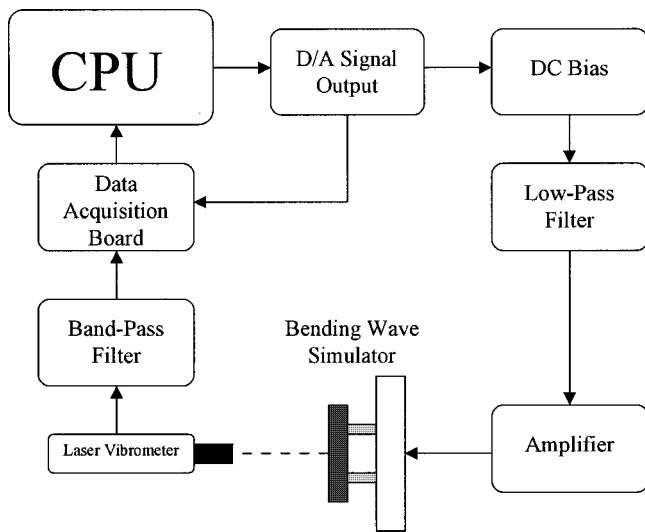 CPU
D/A Signal
Output
DC Bias
Data
Acquisition
Board
Low-Pass
Filter
Band-Pass
Filter
Bending Wave
Simulator
Laser Vibrometer
Amplifier